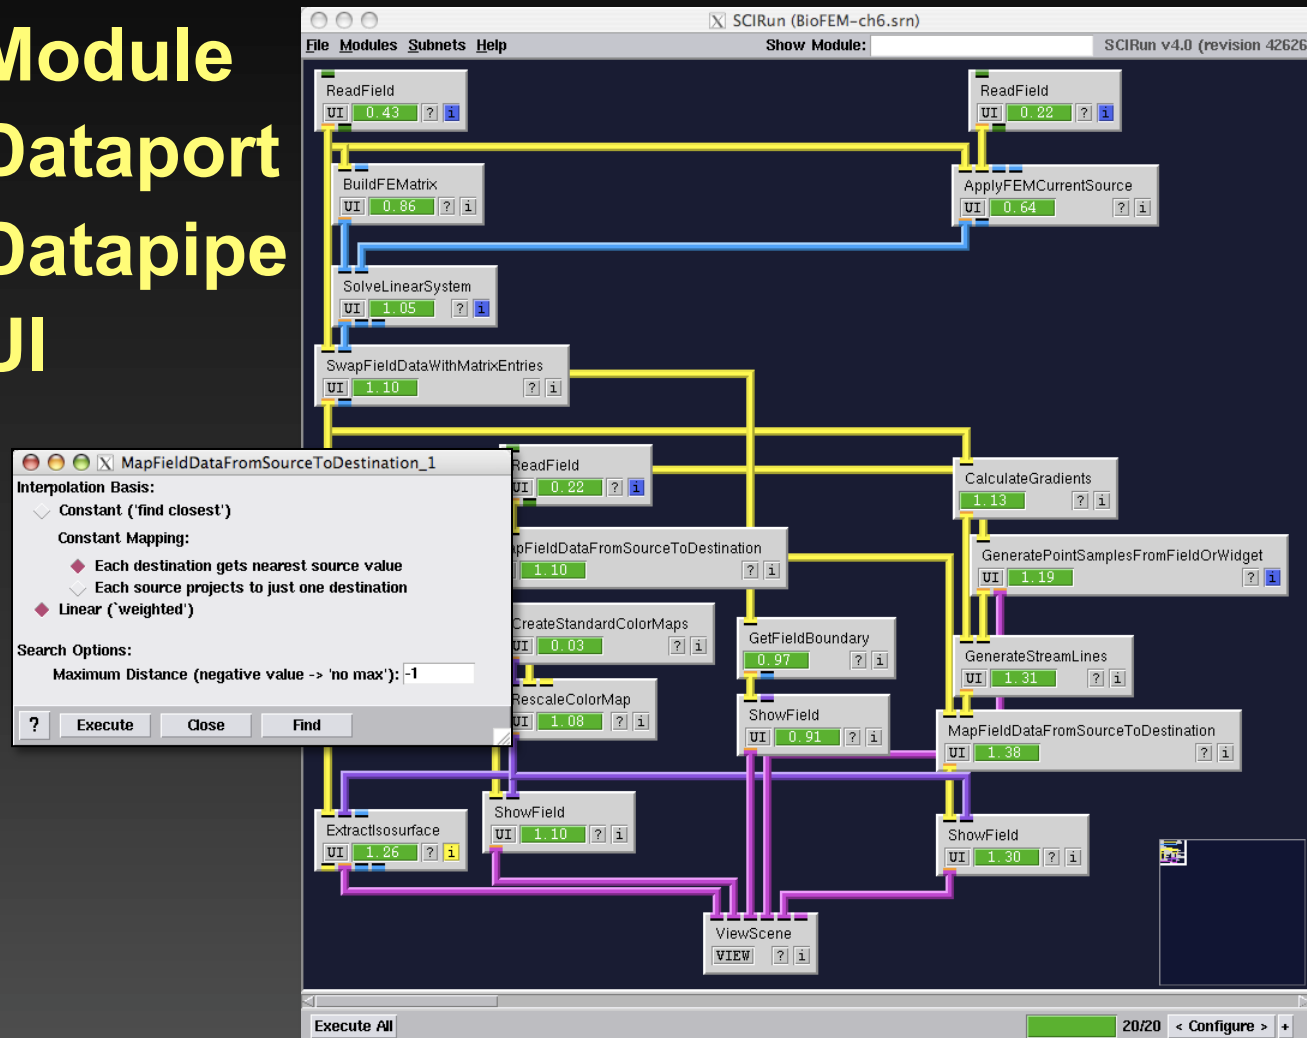 Module
Dataport
Datapipe
UI
SCIRun (BioFEM-ch6.srn)
File Modules Subnets Help
Show Module:
SCIRun v4.0 (revision 42626
ReadField
UI 0.43 ? i
ReadField
UI 0.22 ? i
BuildFEMatrix
UI 0.86 ? i
ApplyFEMCurrentSource
UI 0.64 ? i
SolveLinearSystem
UI 1.05 ? i
SwapFieldDataWithMatrixEntries
UI 1.10 ? i
MapFieldDataFromSourceToDestination_1
Interpolation Basis:
Constant ('find closest')
Constant Mapping:
Each destination gets nearest source value
Each source projects to just one destination
Linear (`weighted')
Search Options:
Maximum Distance (negative value -> 'no max'): -1
? Execute Close Find
ReadField
UI 0.22 ? i
CalculateGradients
1.13 ? i
pFieldDataFromSourceToDestination
1.10 ? i
GeneratePointSamplesFromFieldOrWidget
UI 1.19 ? i
CreateStandardColorMaps
UI 0.03 ? i
GetFieldBoundary
0.97 ? i
GenerateStreamLines
UI 1.31 ? i
RescaleColorMap
UI 1.08 ? i
ShowField
UI 0.91 ? i
MapFieldDataFromSourceToDestination
UI 1.38 ? i
ExtractIsosurface
UI 1.26 ? i
ShowField
UI 1.10 ? i
ShowField
UI 1.30 ? i
ViewScene
VIEW ? i
Execute All
20/20 < Configure > +